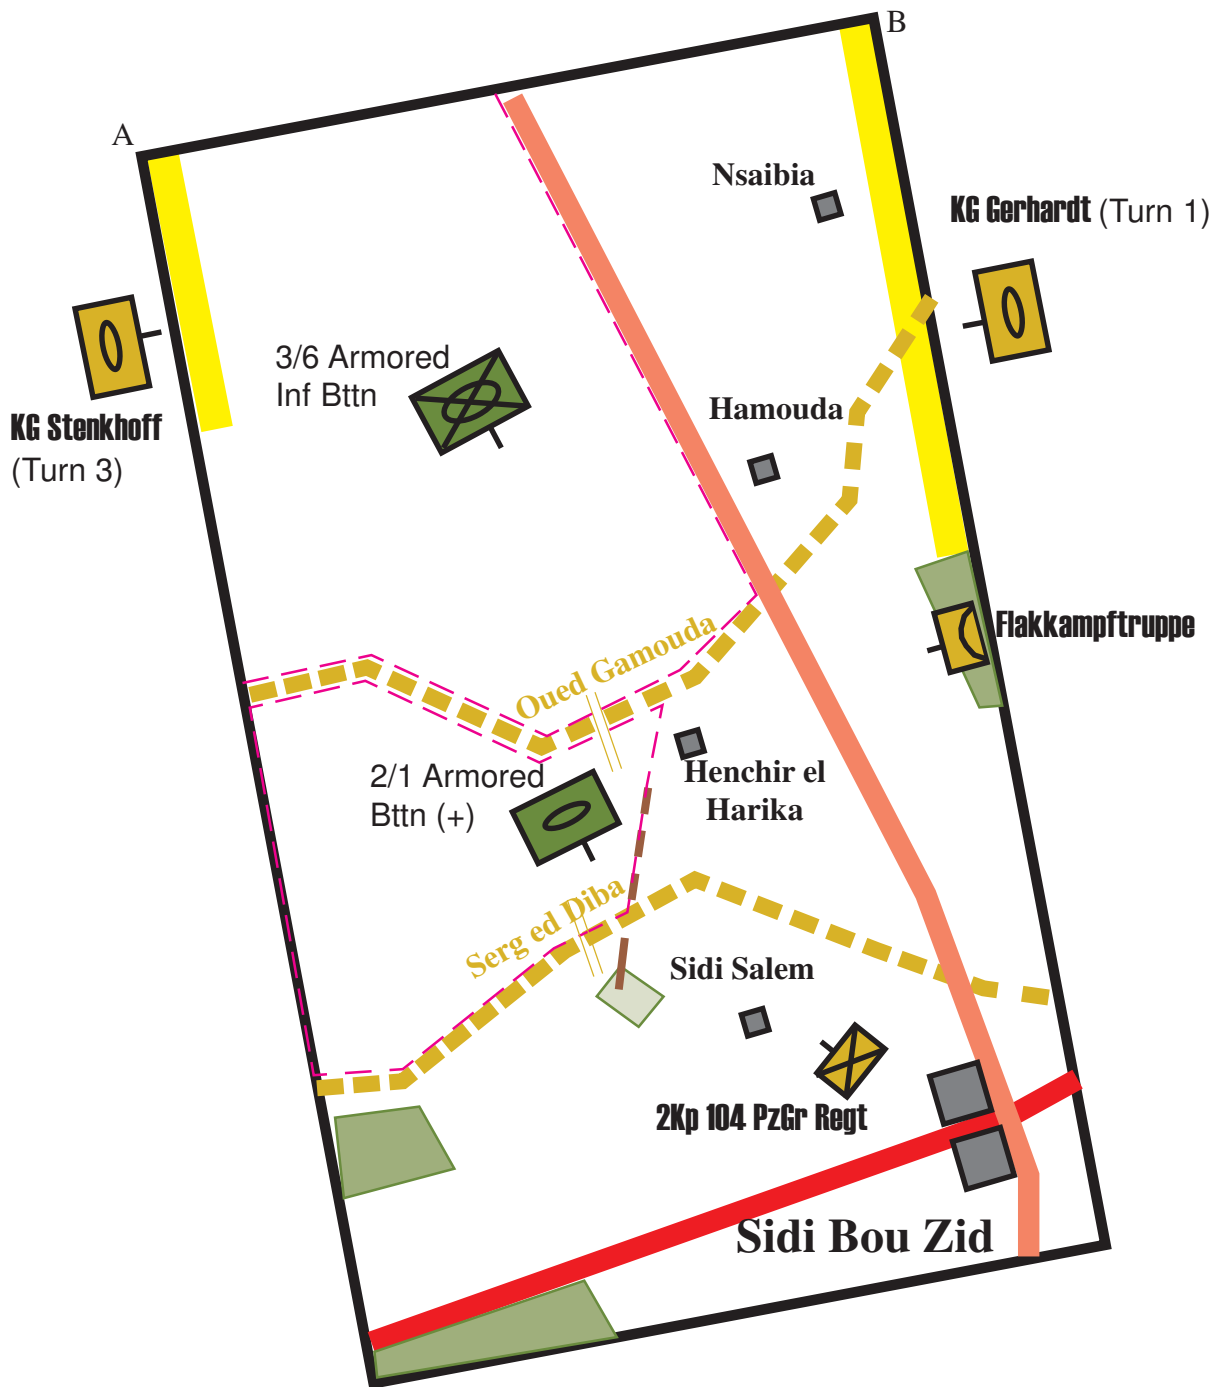 B
A
Nsaibia
KG Gerhardt (Turn 1)
3/6 Armored
Inf Bttn
Hamouda
KG Stenkhoff
(Turn 3)
Flakkampftruppe
Oued Gamouda
2/1 Armored
Bttn (+)
Henchir el
Harika
Serg ed Diba
Sidi Salem
2Kp 104 PzGr Regt
Sidi Bou Zid